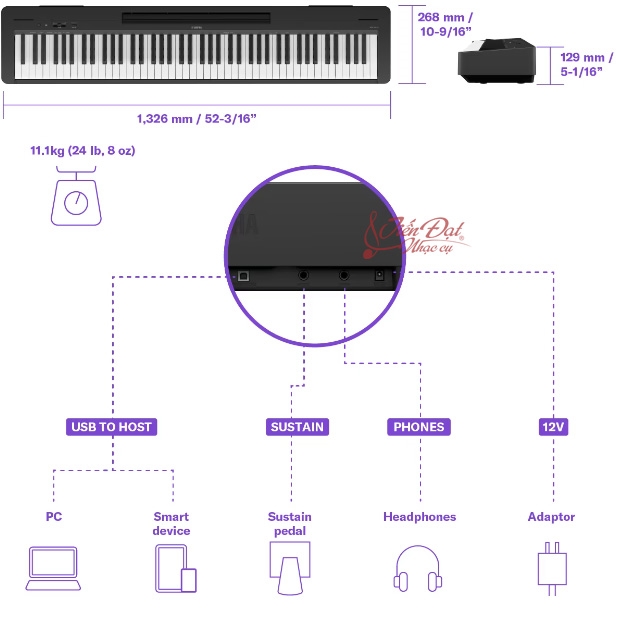 268 mm /
10-9/16”
129 mm /
5-1/16”
1,326 mm / 52-3/16”
11.1kg (24 lb, 8 oz)
HA
Tiến Đạt®
Nhạc cụ
USB TO HOST
SUSTAIN
PHONES
12V
PC
Smart
device
Sustain
pedal
Headphones
Adaptor